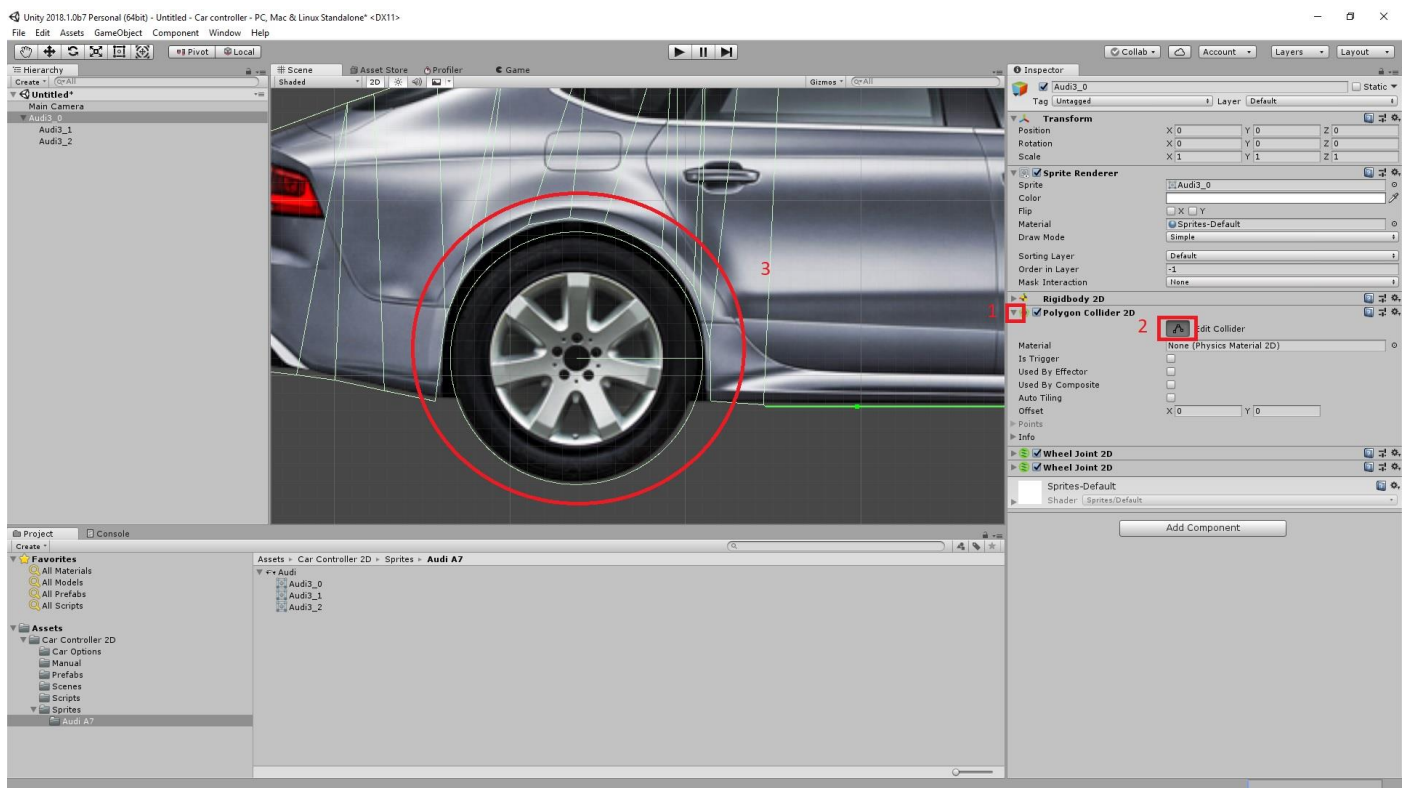 Unity 2018.1.0b7 Personal (64bit) - Untitled - Car controller - PC, Mac & Linux Standalone* <DX11>
File Edit Assets GameObject Component Window Help
Pivot Local Collab Account Layers Layout
Hierarchy
Create All
Untitled*
Main Camera
Audi3_0
Audi3_1
Audi3_2
Scene Asset Store Profiler Game
Shaded 2D Gizmos All
3
Inspector
Audi3_0 Static
Tag Untagged Layer Default
Transform
Position X 0 Y 0 Z 0
Rotation X 0 Y 0 Z 0
Scale X 1 Y 1 Z 1
Sprite Renderer
Sprite Audi3_0
Color
Flip X Y
Material Sprites-Default
Draw Mode Simple
Sorting Layer Default
Order in Layer -1
Mask Interaction None
Rigidbody 2D
1 Polygon Collider 2D
2 Edit Collider
Material None (Physics Material 2D)
Is Trigger
Used By Effector
Used By Composite
Auto Tiling
Offset X 0 Y 0
Points
Info
Wheel Joint 2D
Wheel Joint 2D
Sprites-Default
Shader Sprites/Default
Add Component
Project Console
Create
Favorites
All Materials
All Models
All Prefabs
All Scripts
Assets
Car Controller 2D
Car Options
Manual
Prefabs
Scenes
Scripts
Sprites
Audi A7
Assets Car Controller 2D Sprites Audi A7
Audi
Audi3_0
Audi3_1
Audi3_2